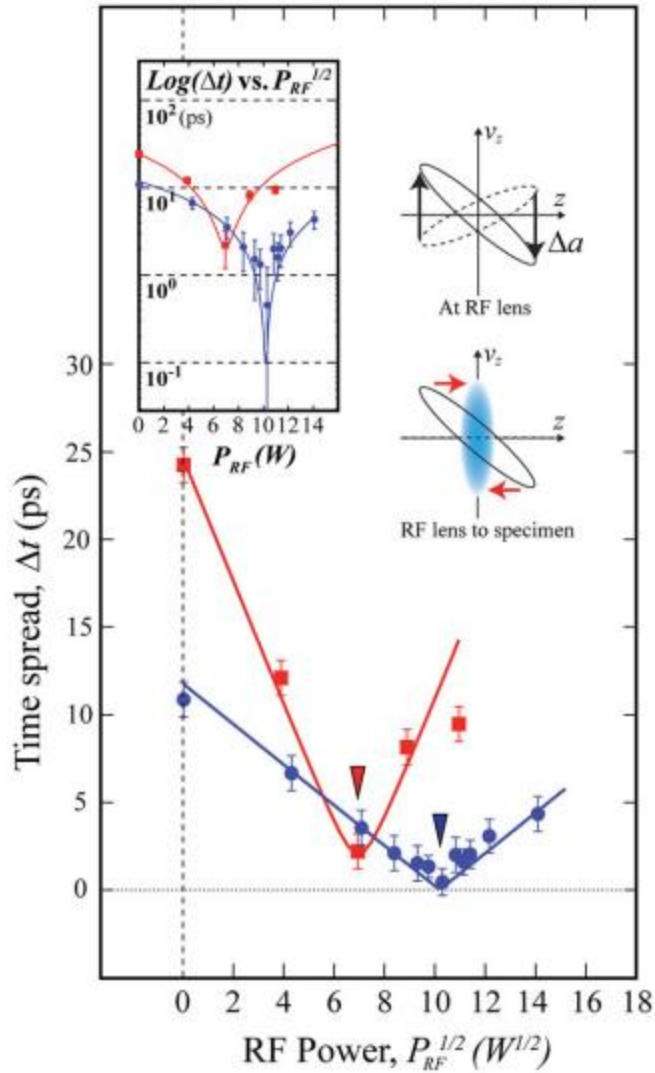 Log(Δt) vs. P_RF^1/2
10^2 (ps)
10^1
10^0
10^-1
0 2 4 6 8 10 12 14
P_RF (W)
v_z
z
Δa
At RF lens
v_z
z
RF lens to specimen
30
25
20
15
10
5
0
Time spread, Δt (ps)
0 2 4 6 8 10 12 14 16 18
RF Power, P_RF^1/2 (W^1/2)